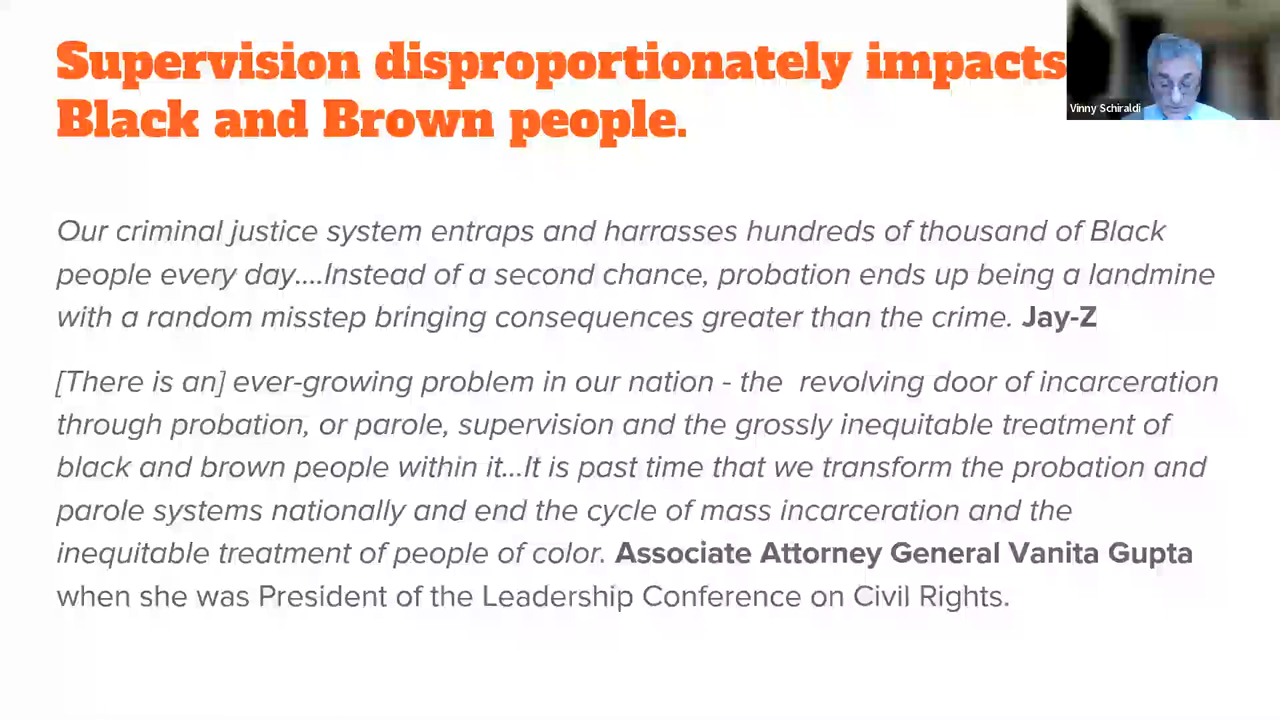 Supervision disproportionately impacts
Black and Brown people.
Vinny Schiraldi
Our criminal justice system entraps and harrasses hundreds of thousand of Black
people every day....Instead of a second chance, probation ends up being a landmine
with a random misstep bringing consequences greater than the crime. Jay-Z
[There is an] ever-growing problem in our nation - the  revolving door of incarceration
through probation, or parole, supervision and the grossly inequitable treatment of
black and brown people within it...It is past time that we transform the probation and
parole systems nationally and end the cycle of mass incarceration and the
inequitable treatment of people of color. Associate Attorney General Vanita Gupta
when she was President of the Leadership Conference on Civil Rights.